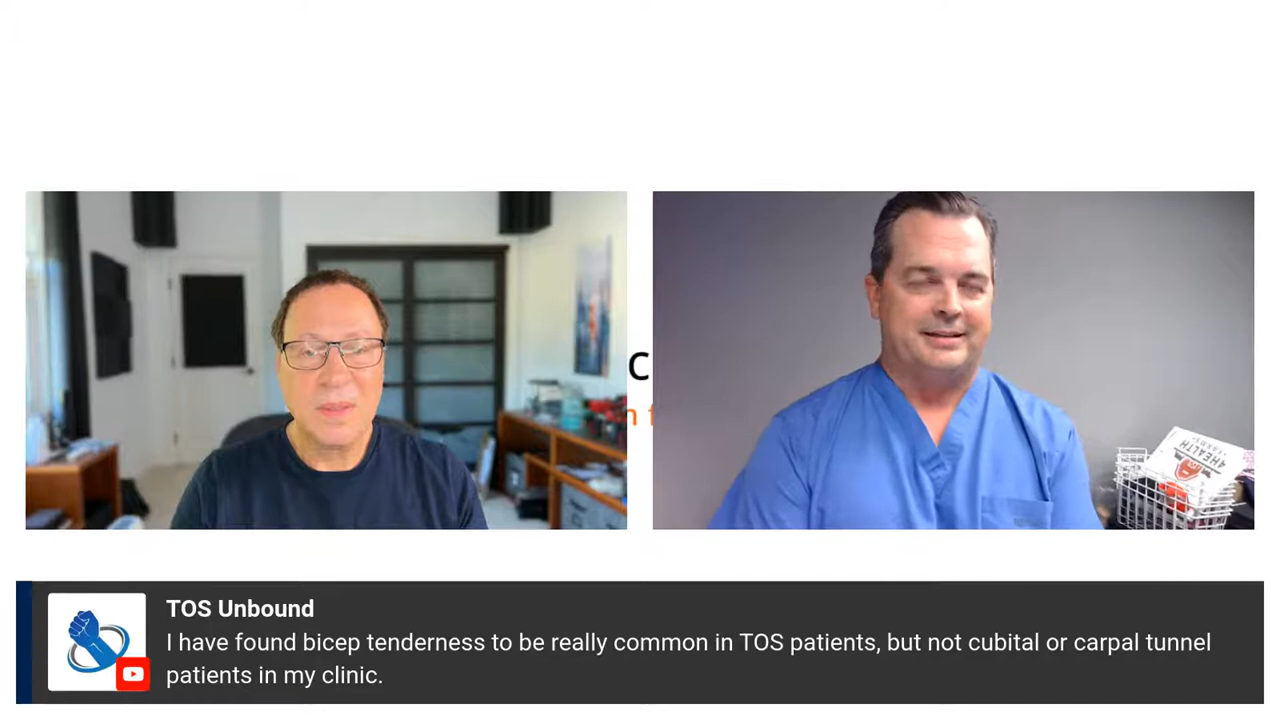 C
n f
4HEALTH
TOS Unbound
I have found bicep tenderness to be really common in TOS patients, but not cubital or carpal tunnel
patients in my clinic.